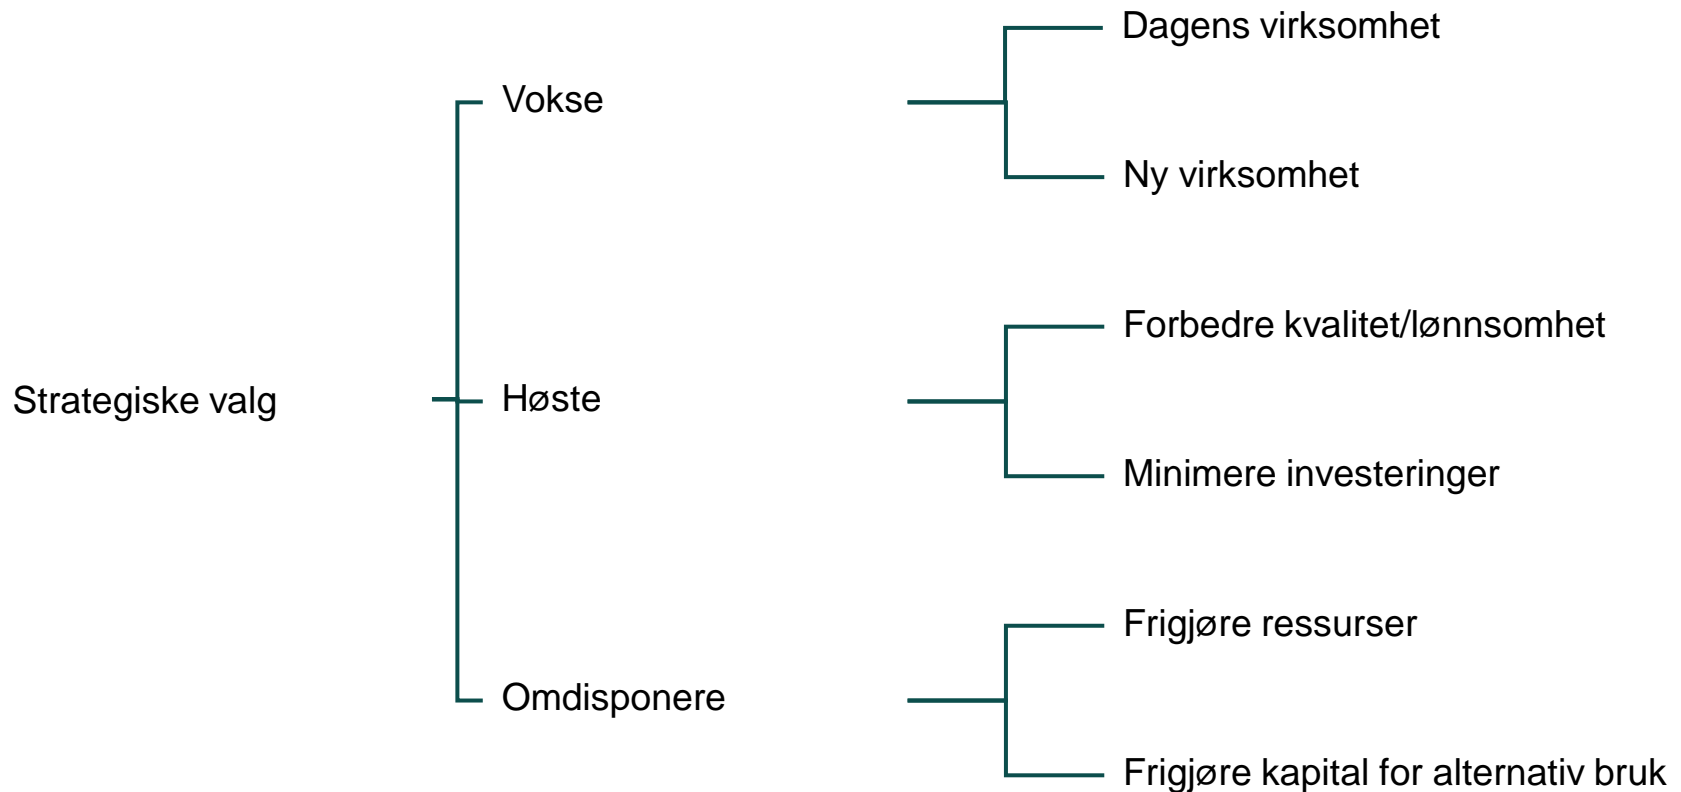 Dagens virksomhet
Vokse
Ny virksomhet
Forbedre kvalitet/lønnsomhet
Strategiske valg
Høste
Minimere investeringer
Frigjøre ressurser
Omdisponere
Frigjøre kapital for alternativ bruk